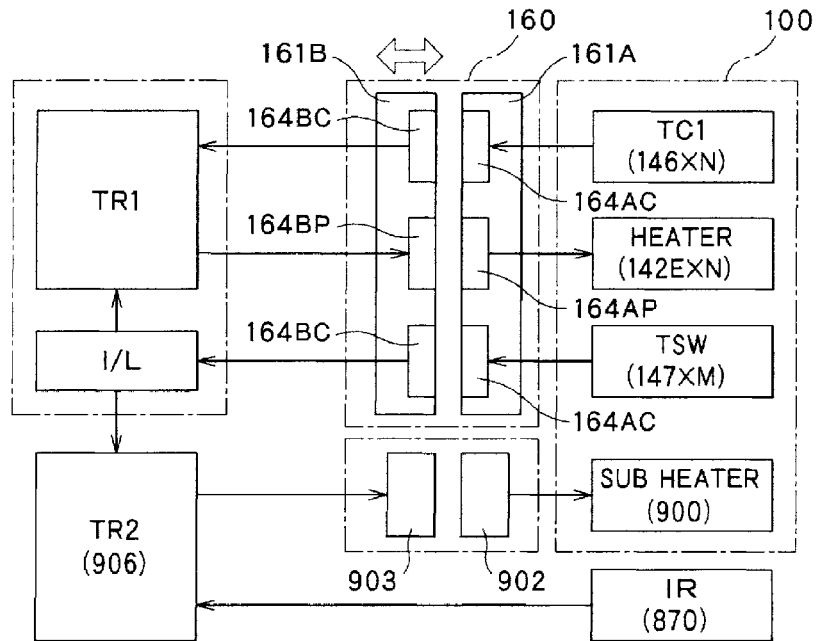 160
100
161B
161A
164BC
TC1
(146×N)
TR1
164AC
164BP
HEATER
(142E×N)
164AP
164BC
I/L
TSW
(147×M)
164AC
TR2
(906)
SUB HEATER
(900)
903
902
IR
(870)